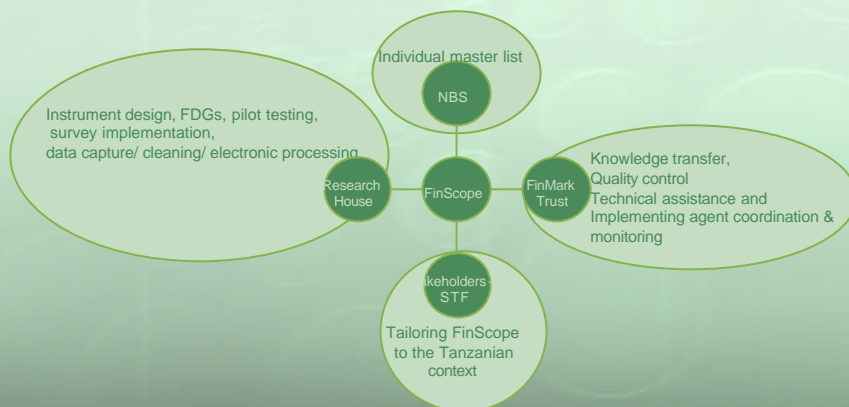 Individual master list
NBS
Instrument design, FDGs, pilot testing,
survey implementation,
data capture/ cleaning/ electronic processing
Research
House
FinScope
FinMark
Trust
Knowledge transfer,
Quality control
Technical assistance and
Implementing agent coordination &
monitoring
keholders-
STF
Tailoring FinScope
to the Tanzanian
context